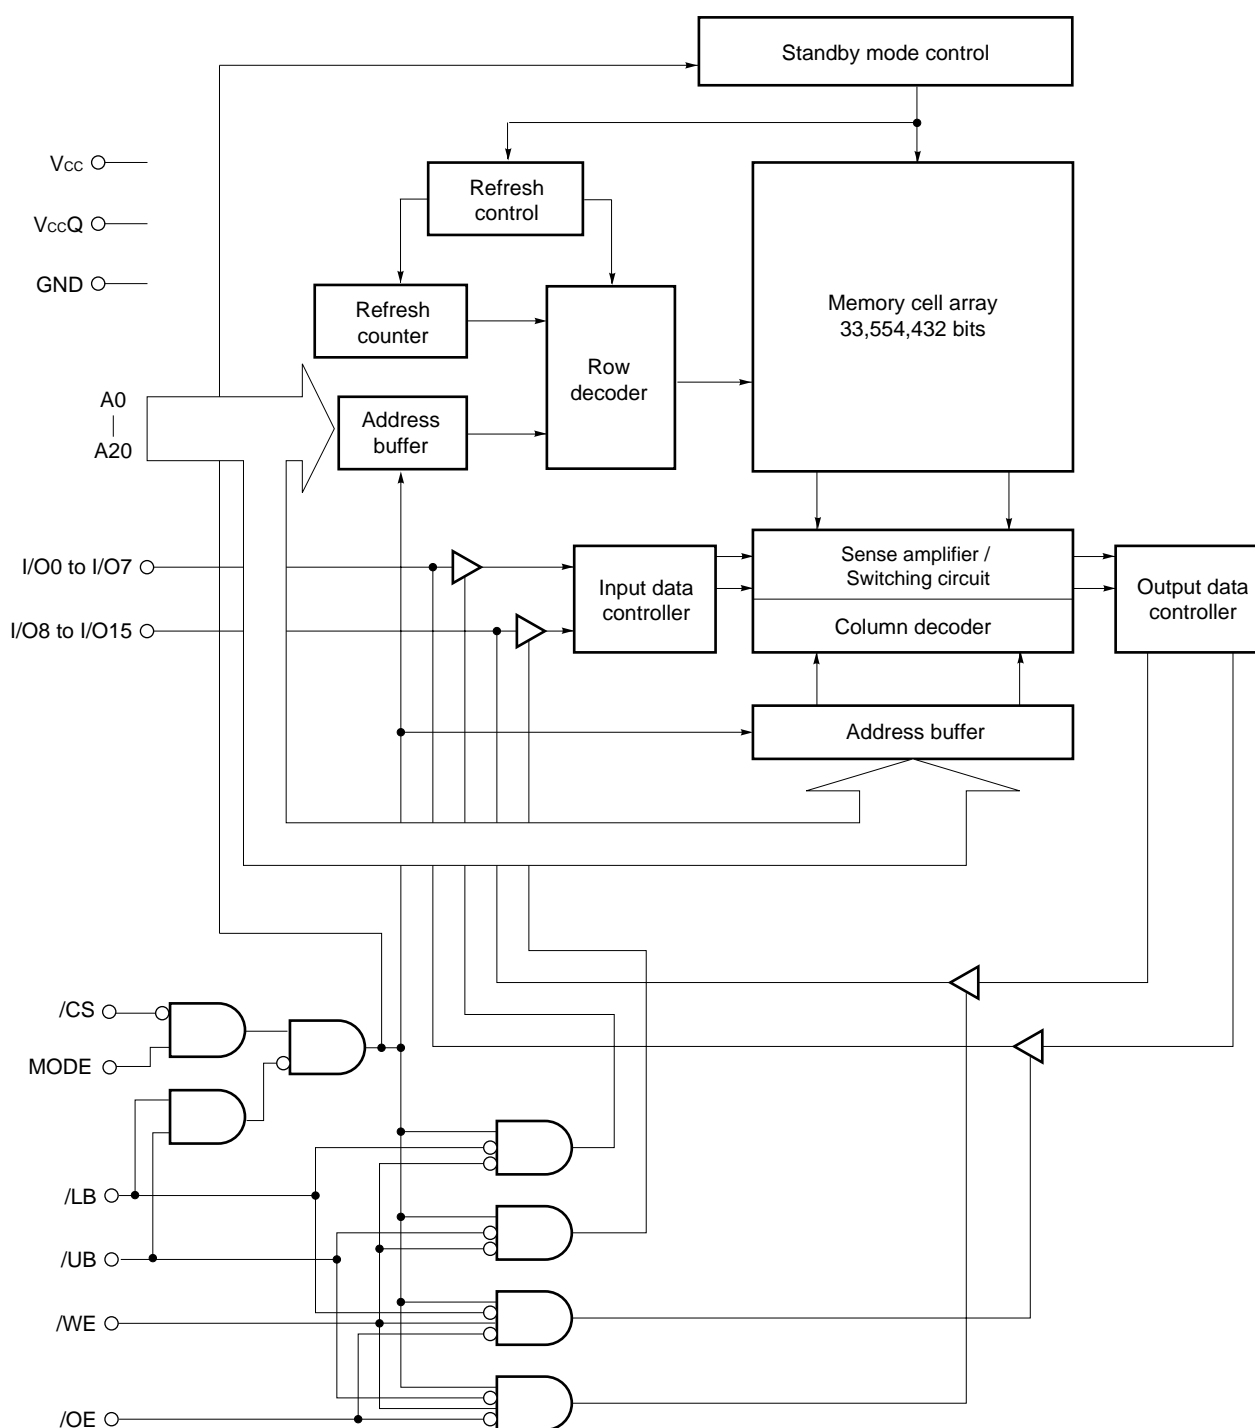 Standby mode control
VCC
Refresh
control
VCCQ
GND
Refresh
counter
Memory cell array
33,554,432 bits
Row
decoder
A0
A20
Address
buffer
I/O0 to I/O7
I/O8 to I/O15
Input data
controller
Sense amplifier /
Switching circuit
Column decoder
Output data
controller
Address buffer
/CS
MODE
/LB
/UB
/WE
/OE